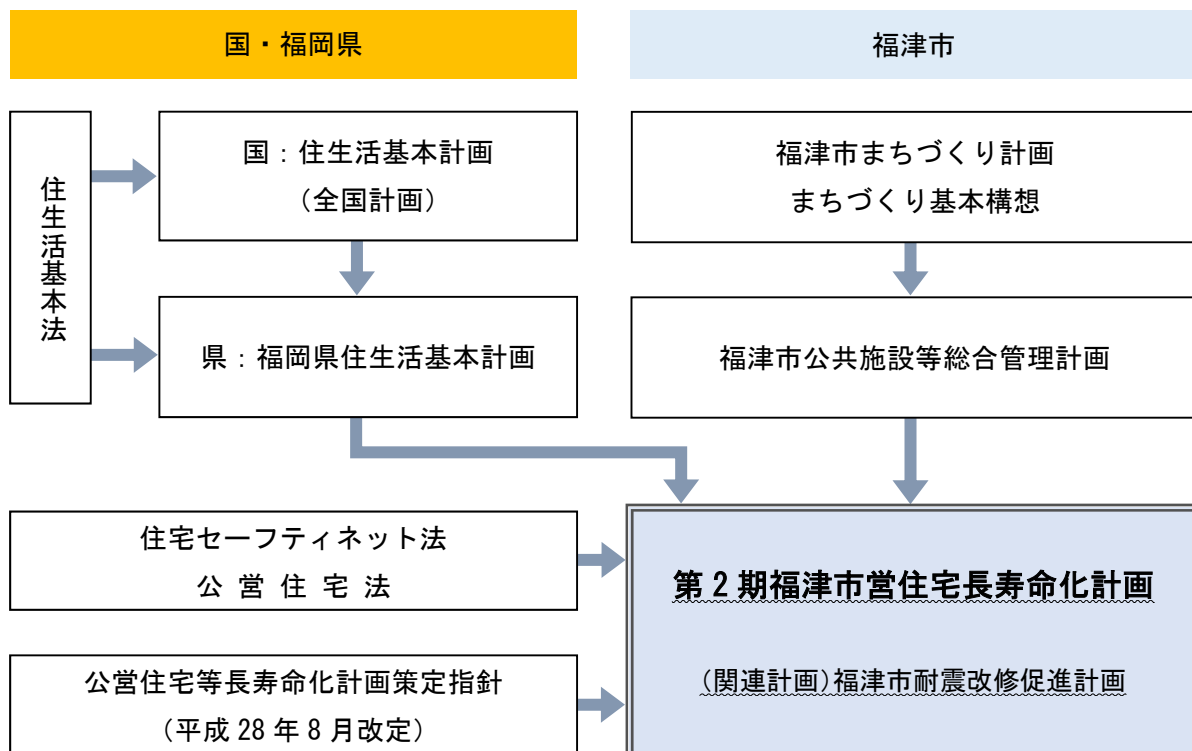 国・福岡県
福津市
住生活基本法
国：住生活基本計画
（全国計画）
県：福岡県住生活基本計画
福津市まちづくり計画
まちづくり基本構想
福津市公共施設等総合管理計画
住宅セーフティネット法
公営住宅法
公営住宅等長寿命化計画策定指針
（平成28年8月改定）
第2期福津市営住宅長寿命化計画
（関連計画）福津市耐震改修促進計画